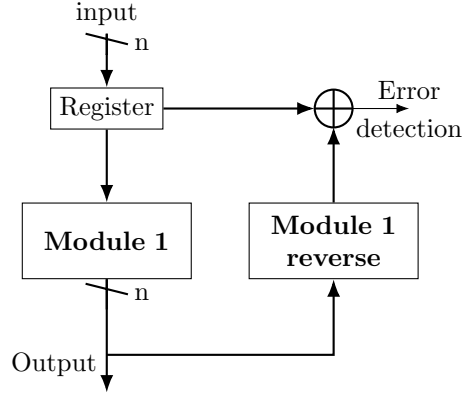 input
n
Register
Error
detection
Module 1
Module 1
reverse
n
Output